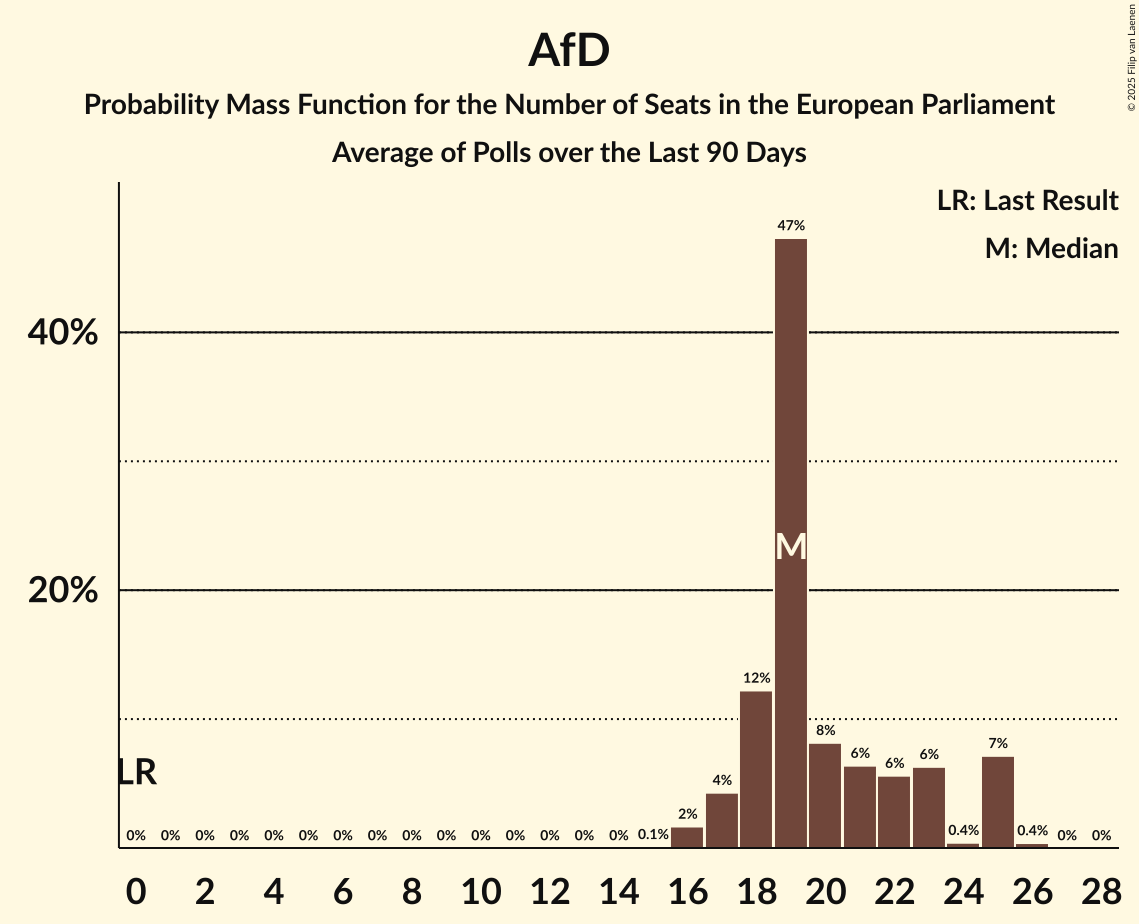 AfD
Probability Mass Function for the Number of Seats in the European Parliament
Average of Polls over the Last 90 Days
© 2025 Filip van Laenen
LR: Last Result
M: Median
47%
40%
M
20%
12%
8%
7%
6%
6%
6%
4%
LR
2%
0% 0% 0% 0% 0% 0% 0% 0% 0% 0% 0% 0% 0% 0% 0% 0.1% 0.4% 0.4% 0% 0%
0 2 4 6 8 10 12 14 16 18 20 22 24 26 28